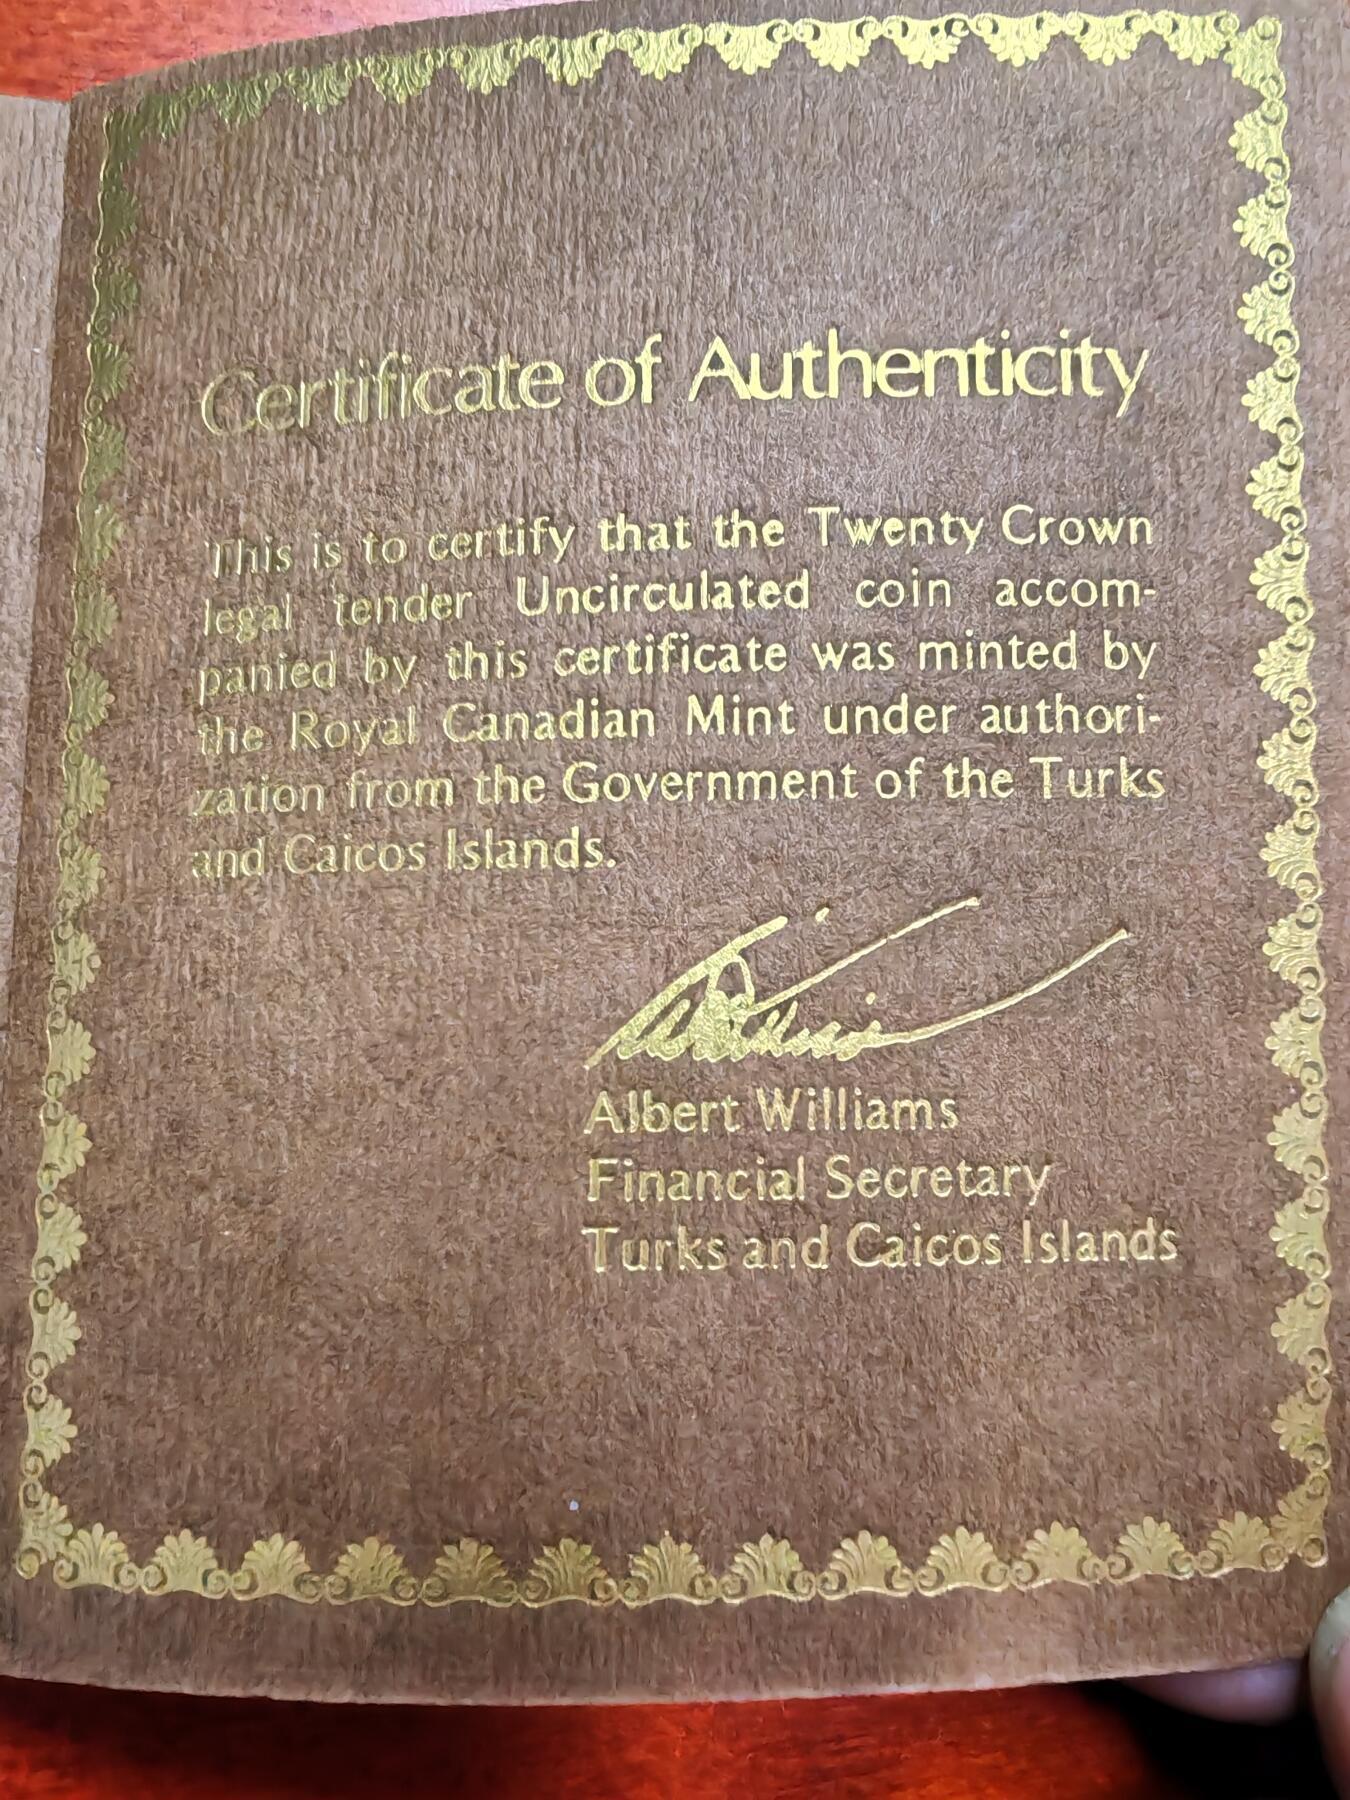 Certificate of Authenticity
This is to certify that the Twenty Crown
legal tender Uncirculated coin accom-
panied by this certificate was minted by
the Royal Canadian Mint under authori-
zation from the Government of the Turks
and Caicos Islands.
Albert Williams
Financial Secretary
Turks and Caicos Islands